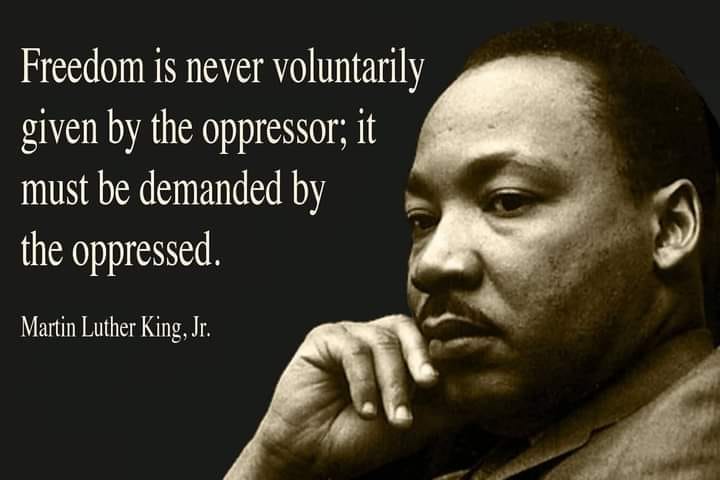 Freedom is never voluntarily
given by the oppressor; it
must be demanded by
the oppressed.
Martin Luther King, Jr.